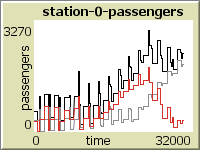 station-0-passengers
3270
passengers
0
0
time
32000